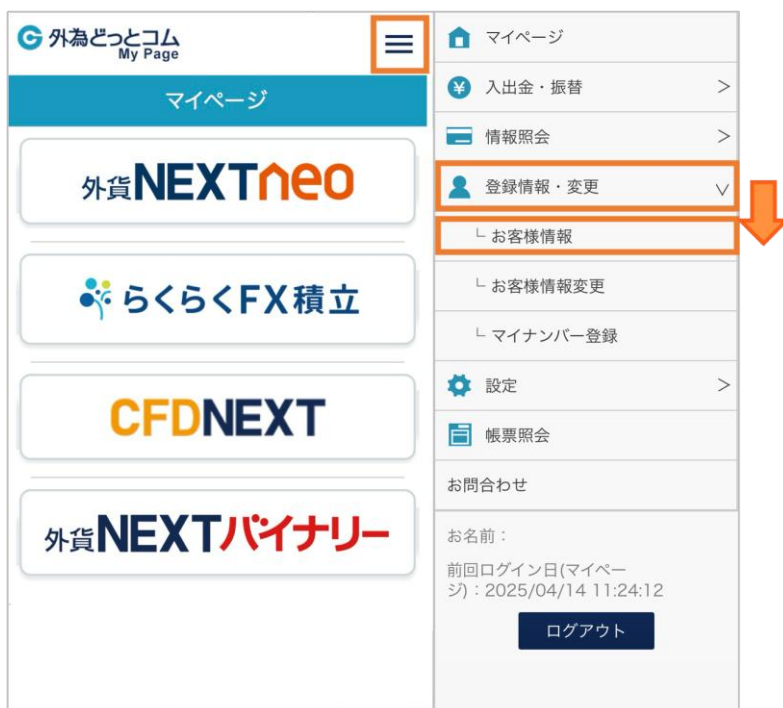 外為どっとコム
My Page
マイページ
外貨NEXTneo
らくらくFX積立
CFDNEXT
外貨NEXTバイナリー
マイページ
入出金・振替
情報照会
登録情報・変更
└ お客様情報
└ お客様情報変更
└ マイナンバー登録
設定
帳票照会
お問合わせ
お名前：
前回ログイン日(マイペー
ジ)：2025/04/14 11:24:12
ログアウト